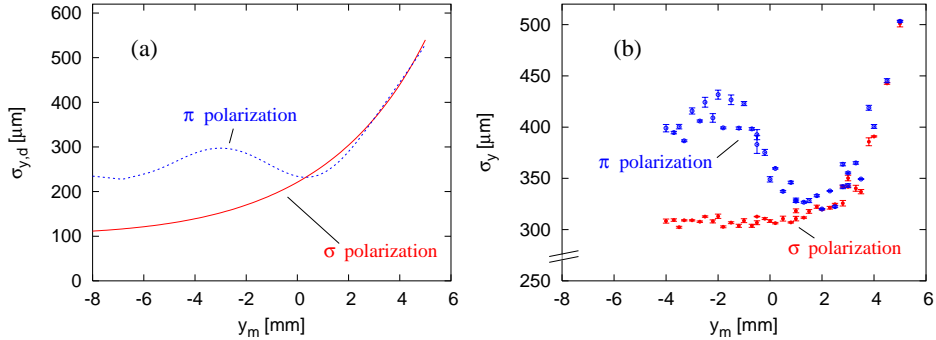 (a)
σy,d [μm]
600
500
400
300
200
100
0
π polarization
σ polarization
-8 -6 -4 -2 0 2 4 6
ym [mm]
(b)
σy [μm]
500
400
300
250
π polarization
σ polarization
-8 -6 -4 -2 0 2 4 6
ym [mm]